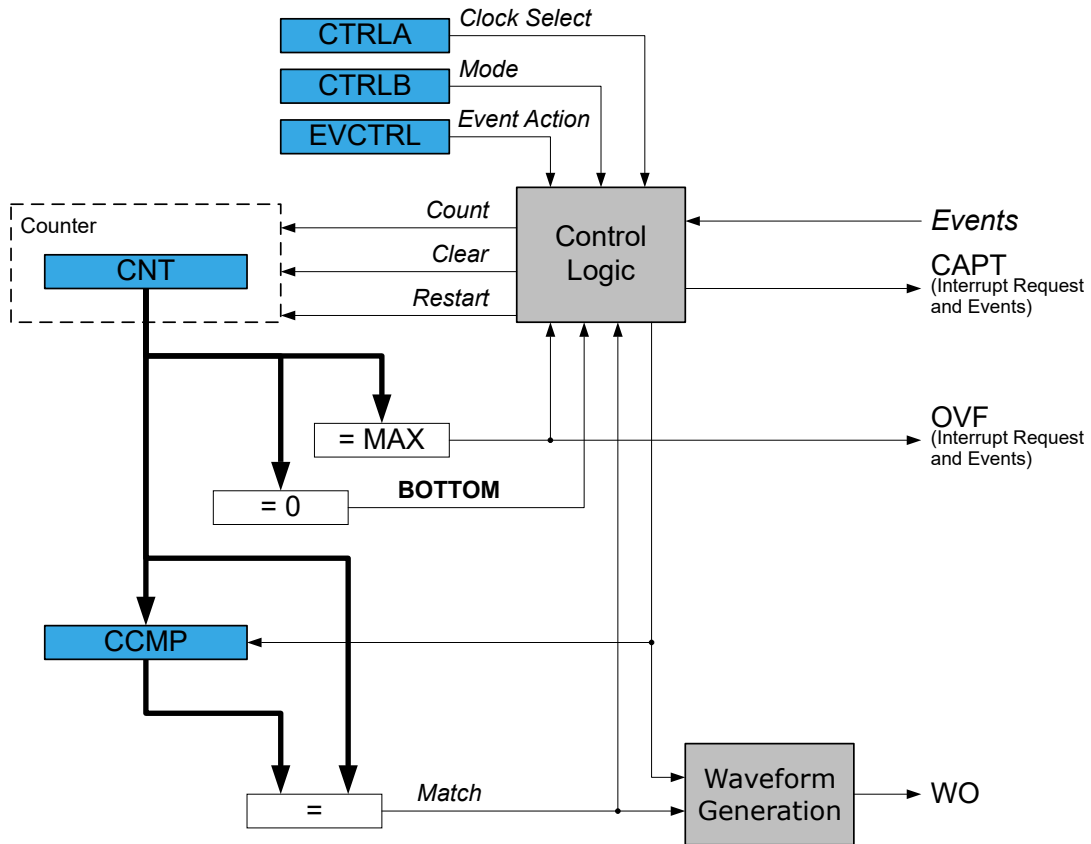 CTRLA
Clock Select
CTRLB
Mode
EVCTRL
Event Action
Counter
CNT
Count
Clear
Restart
Control
Logic
Events
CAPT
(Interrupt Request
and Events)
= MAX
OVF
(Interrupt Request
and Events)
= 0
BOTTOM
CCMP
=
Match
Waveform
Generation
WO